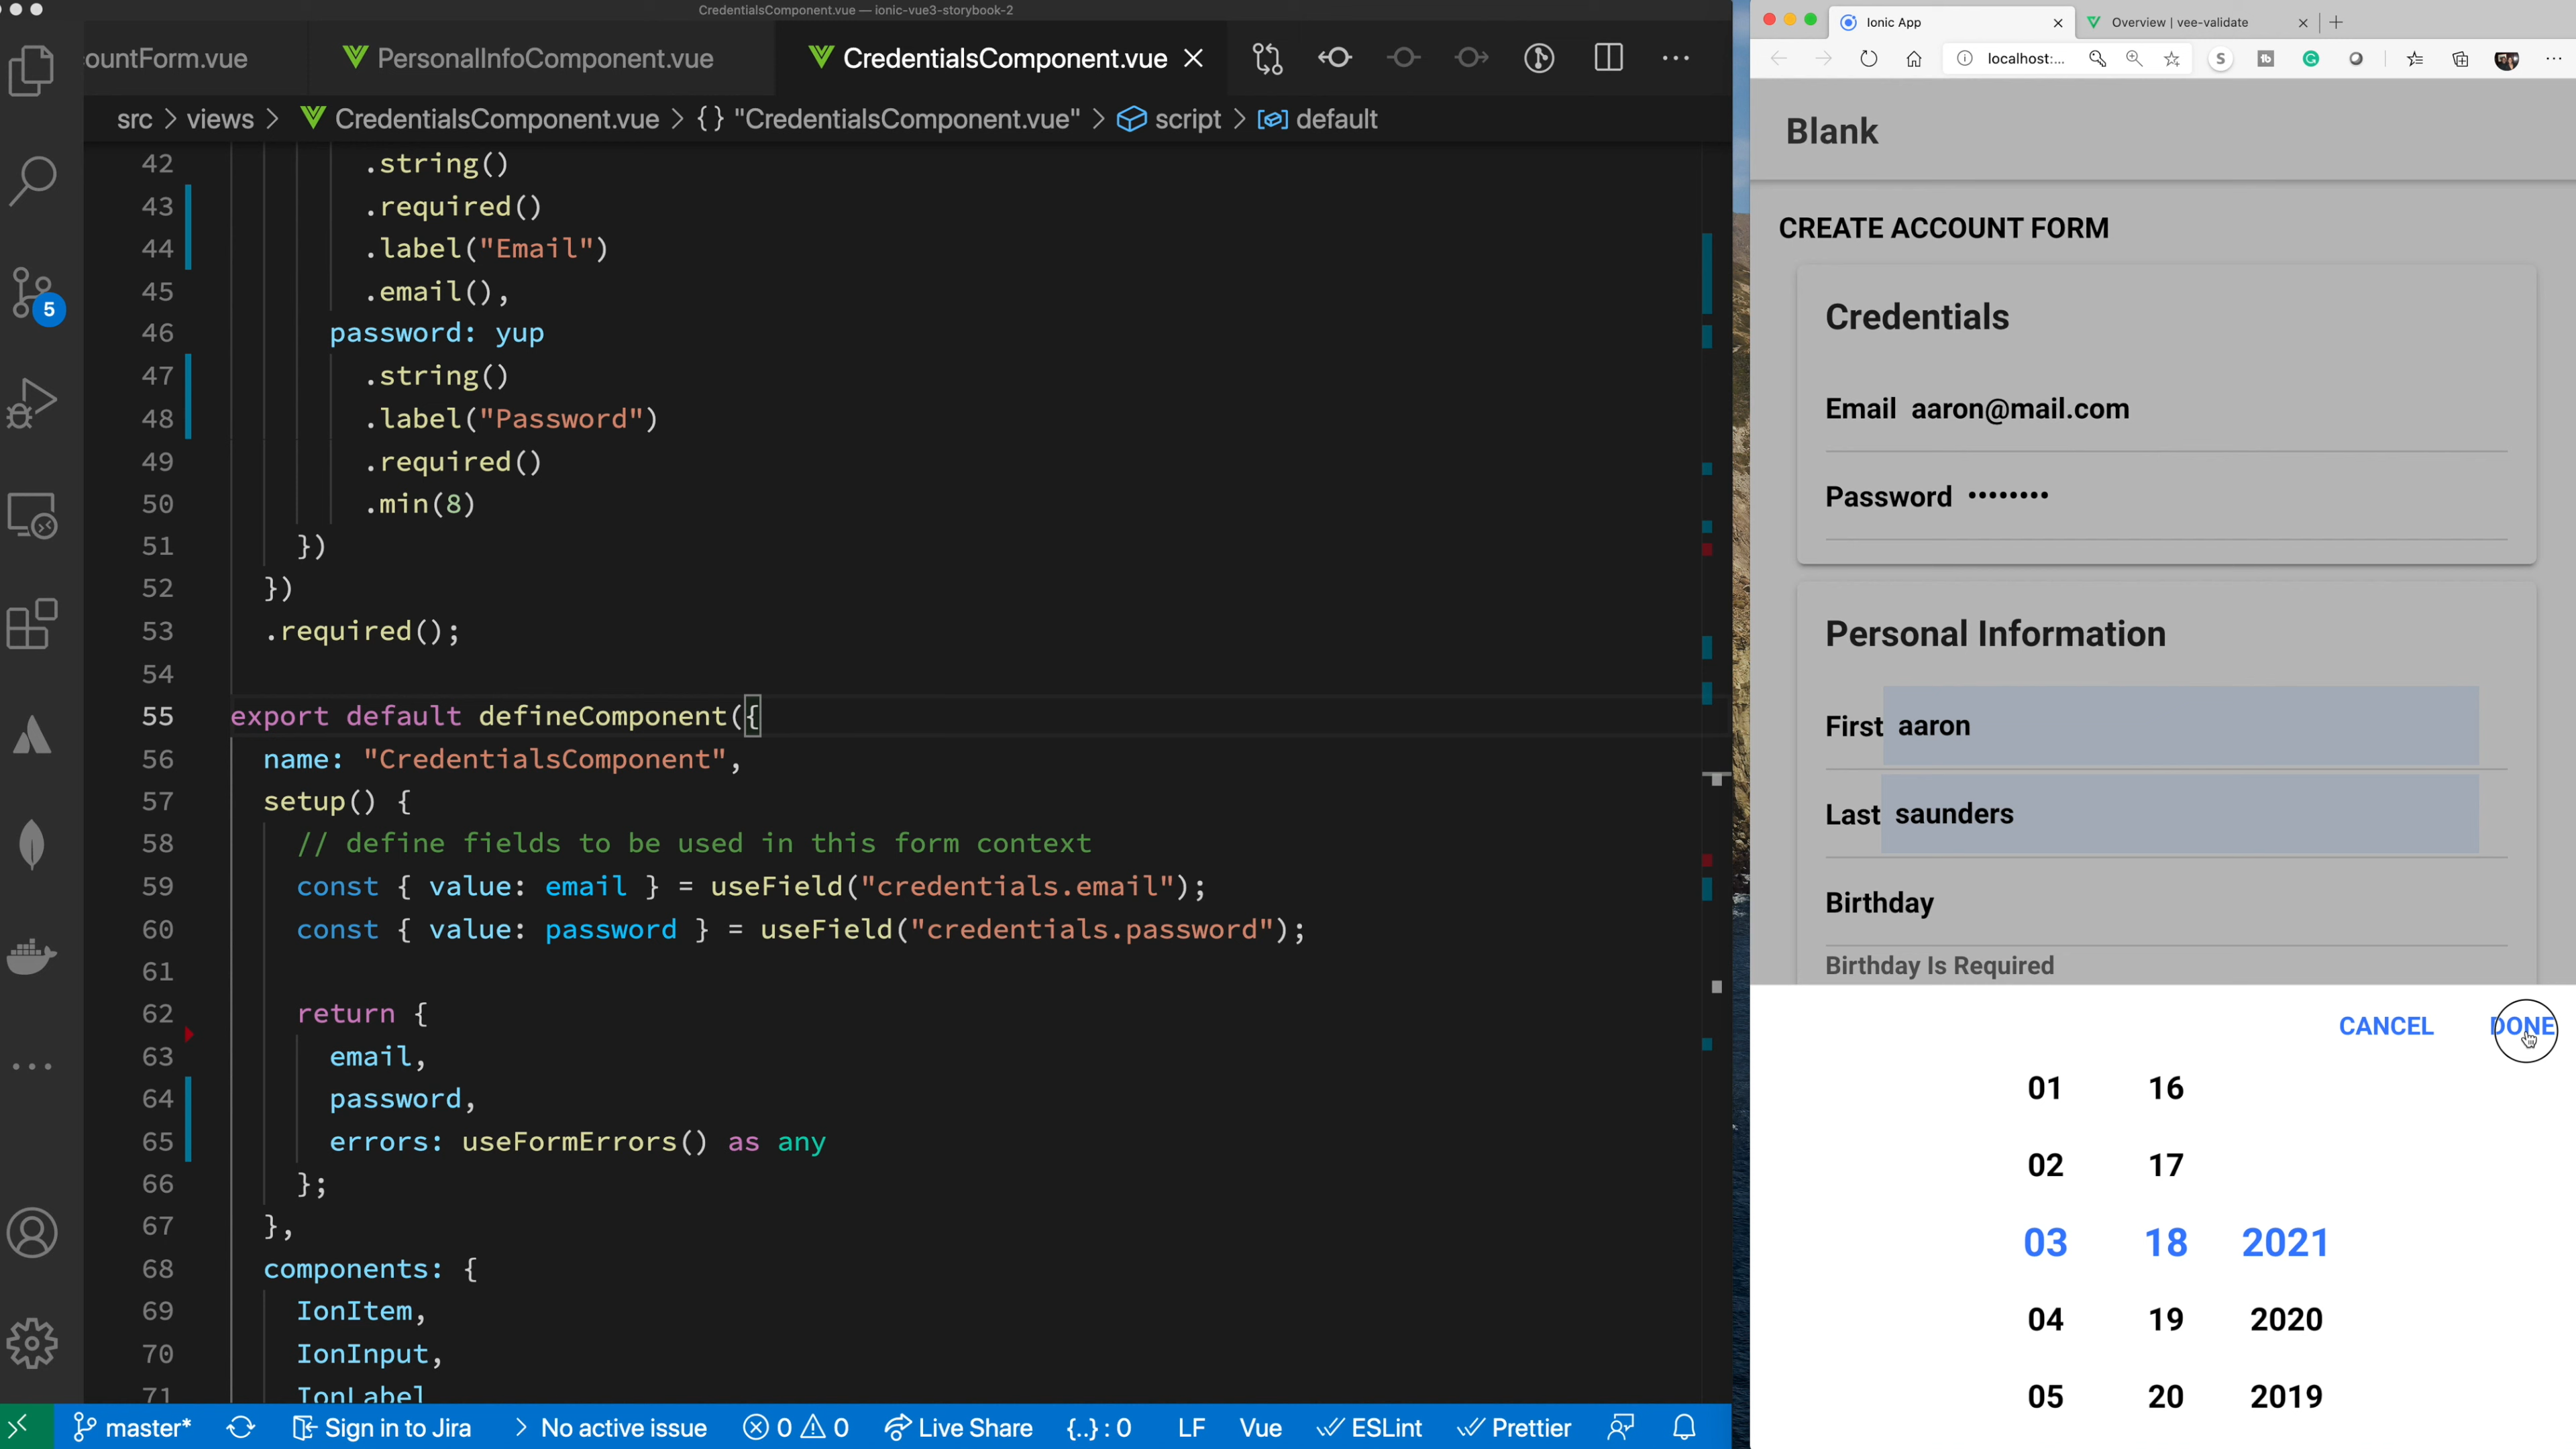 CredentialsComponent.vue — ionic-vue3-storybook-2
ountForm.vue
PersonalInfoComponent.vue
CredentialsComponent.vue
src > views > CredentialsComponent.vue > {} "CredentialsComponent.vue" > script > default
42 .string()
43 .required()
44 .label("Email")
45 .email(),
46 password: yup
47 .string()
48 .label("Password")
49 .required()
50 .min(8)
51 })
52 })
53 .required();
54
55 export default defineComponent({
56 name: "CredentialsComponent",
57 setup() {
58 // define fields to be used in this form context
59 const { value: email } = useField("credentials.email");
60 const { value: password } = useField("credentials.password");
61
62 return {
63 email,
64 password,
65 errors: useFormErrors() as any
66 };
67 },
68 components: {
69 IonItem,
70 IonInput,
71 IonLabel
5
master* Sign in to Jira > No active issue 0 0 Live Share {..}: 0 LF Vue ESLint Prettier
Ionic App
Overview | vee-validate
localhost:...
Blank
CREATE ACCOUNT FORM
Credentials
Email aaron@mail.com
Password ••••••••
Personal Information
First aaron
Last saunders
Birthday
Birthday Is Required
CANCEL DONE
01 16
02 17
03 18 2021
04 19 2020
05 20 2019